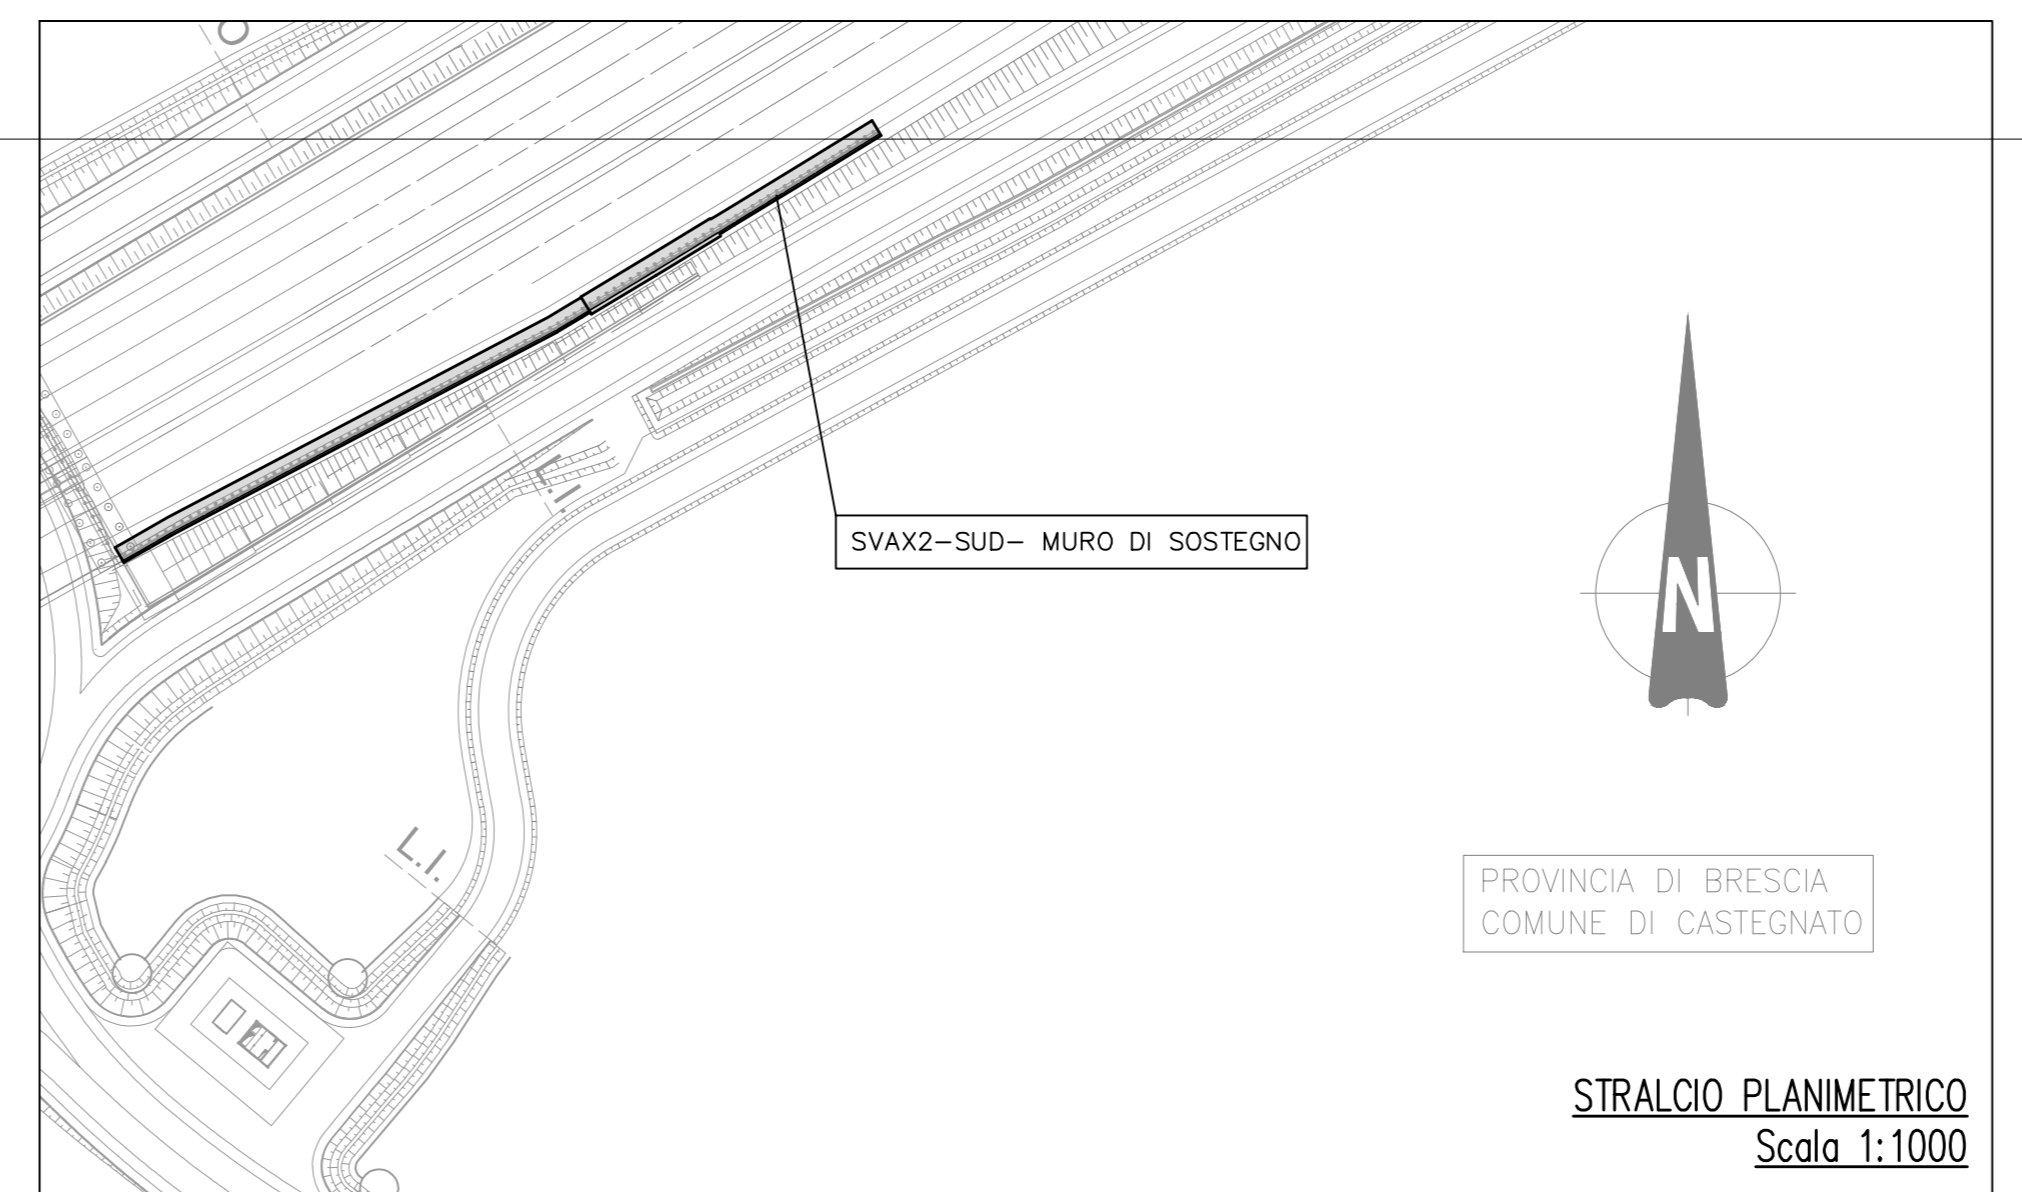 L.I.
SVAX2-SUD- MURO DI SOSTEGNO
N
L.I.
PROVINCIA DI BRESCIA
COMUNE DI CASTEGNATO
STRALCIO PLANIMETRICO
Scala 1:1000